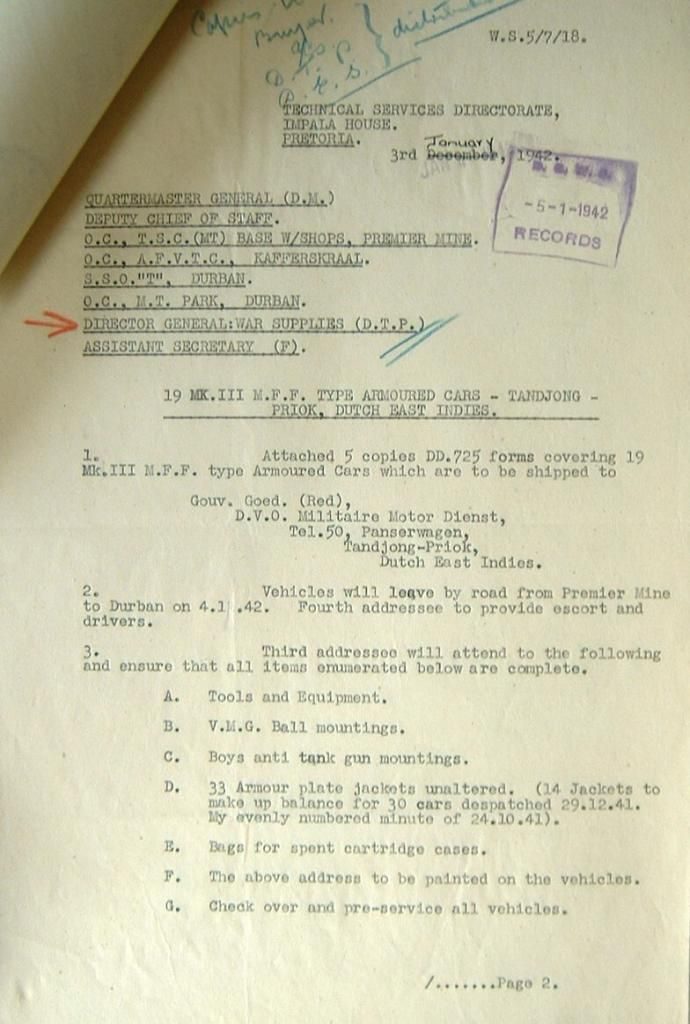 Copies
W.S.5/7/18.
TECHNICAL SERVICES DIRECTORATE,
IMPALA HOUSE.
PRETORIA.
January
3rd December, 1942.
-5-1-1942
RECORDS
QUARTERMASTER GENERAL (D.M.)
DEPUTY CHIEF OF STAFF.
O.C., T.S.C.(MT) BASE W/SHOPS, PREMIER MINE.
O.C., A.F.V.T.C., KAFFERSKRAAL.
S.S.O."T", DURBAN.
O.C., M.T. PARK, DURBAN.
DIRECTOR GENERAL:WAR SUPPLIES (D.T.P.)
ASSISTANT SECRETARY (F).
19 MK.III M.F.F. TYPE ARMOURED CARS - TANDJONG -
PRIOK, DUTCH EAST INDIES.
1. Attached 5 copies DD.725 forms covering 19
Mk.III M.F.F. type Armoured Cars which are to be shipped to
Gouv. Goed. (Red),
D.V.O. Militaire Motor Dienst,
Tel.50, Panserwagen,
Tandjong-Priok,
Dutch East Indies.
2. Vehicles will leave by road from Premier Mine
to Durban on 4.1 .42. Fourth addressee to provide escort and
drivers.
3. Third addressee will attend to the following
and ensure that all items enumerated below are complete.
A. Tools and Equipment.
B. V.M.G. Ball mountings.
C. Boys anti tank gun mountings.
D. 33 Armour plate jackets unaltered. (14 Jackets to
make up balance for 30 cars despatched 29.12.41.
My evenly numbered minute of 24.10.41).
E. Bags for spent cartridge cases.
F. The above address to be painted on the vehicles.
G. Check over and pre-service all vehicles.
/.......Page 2.